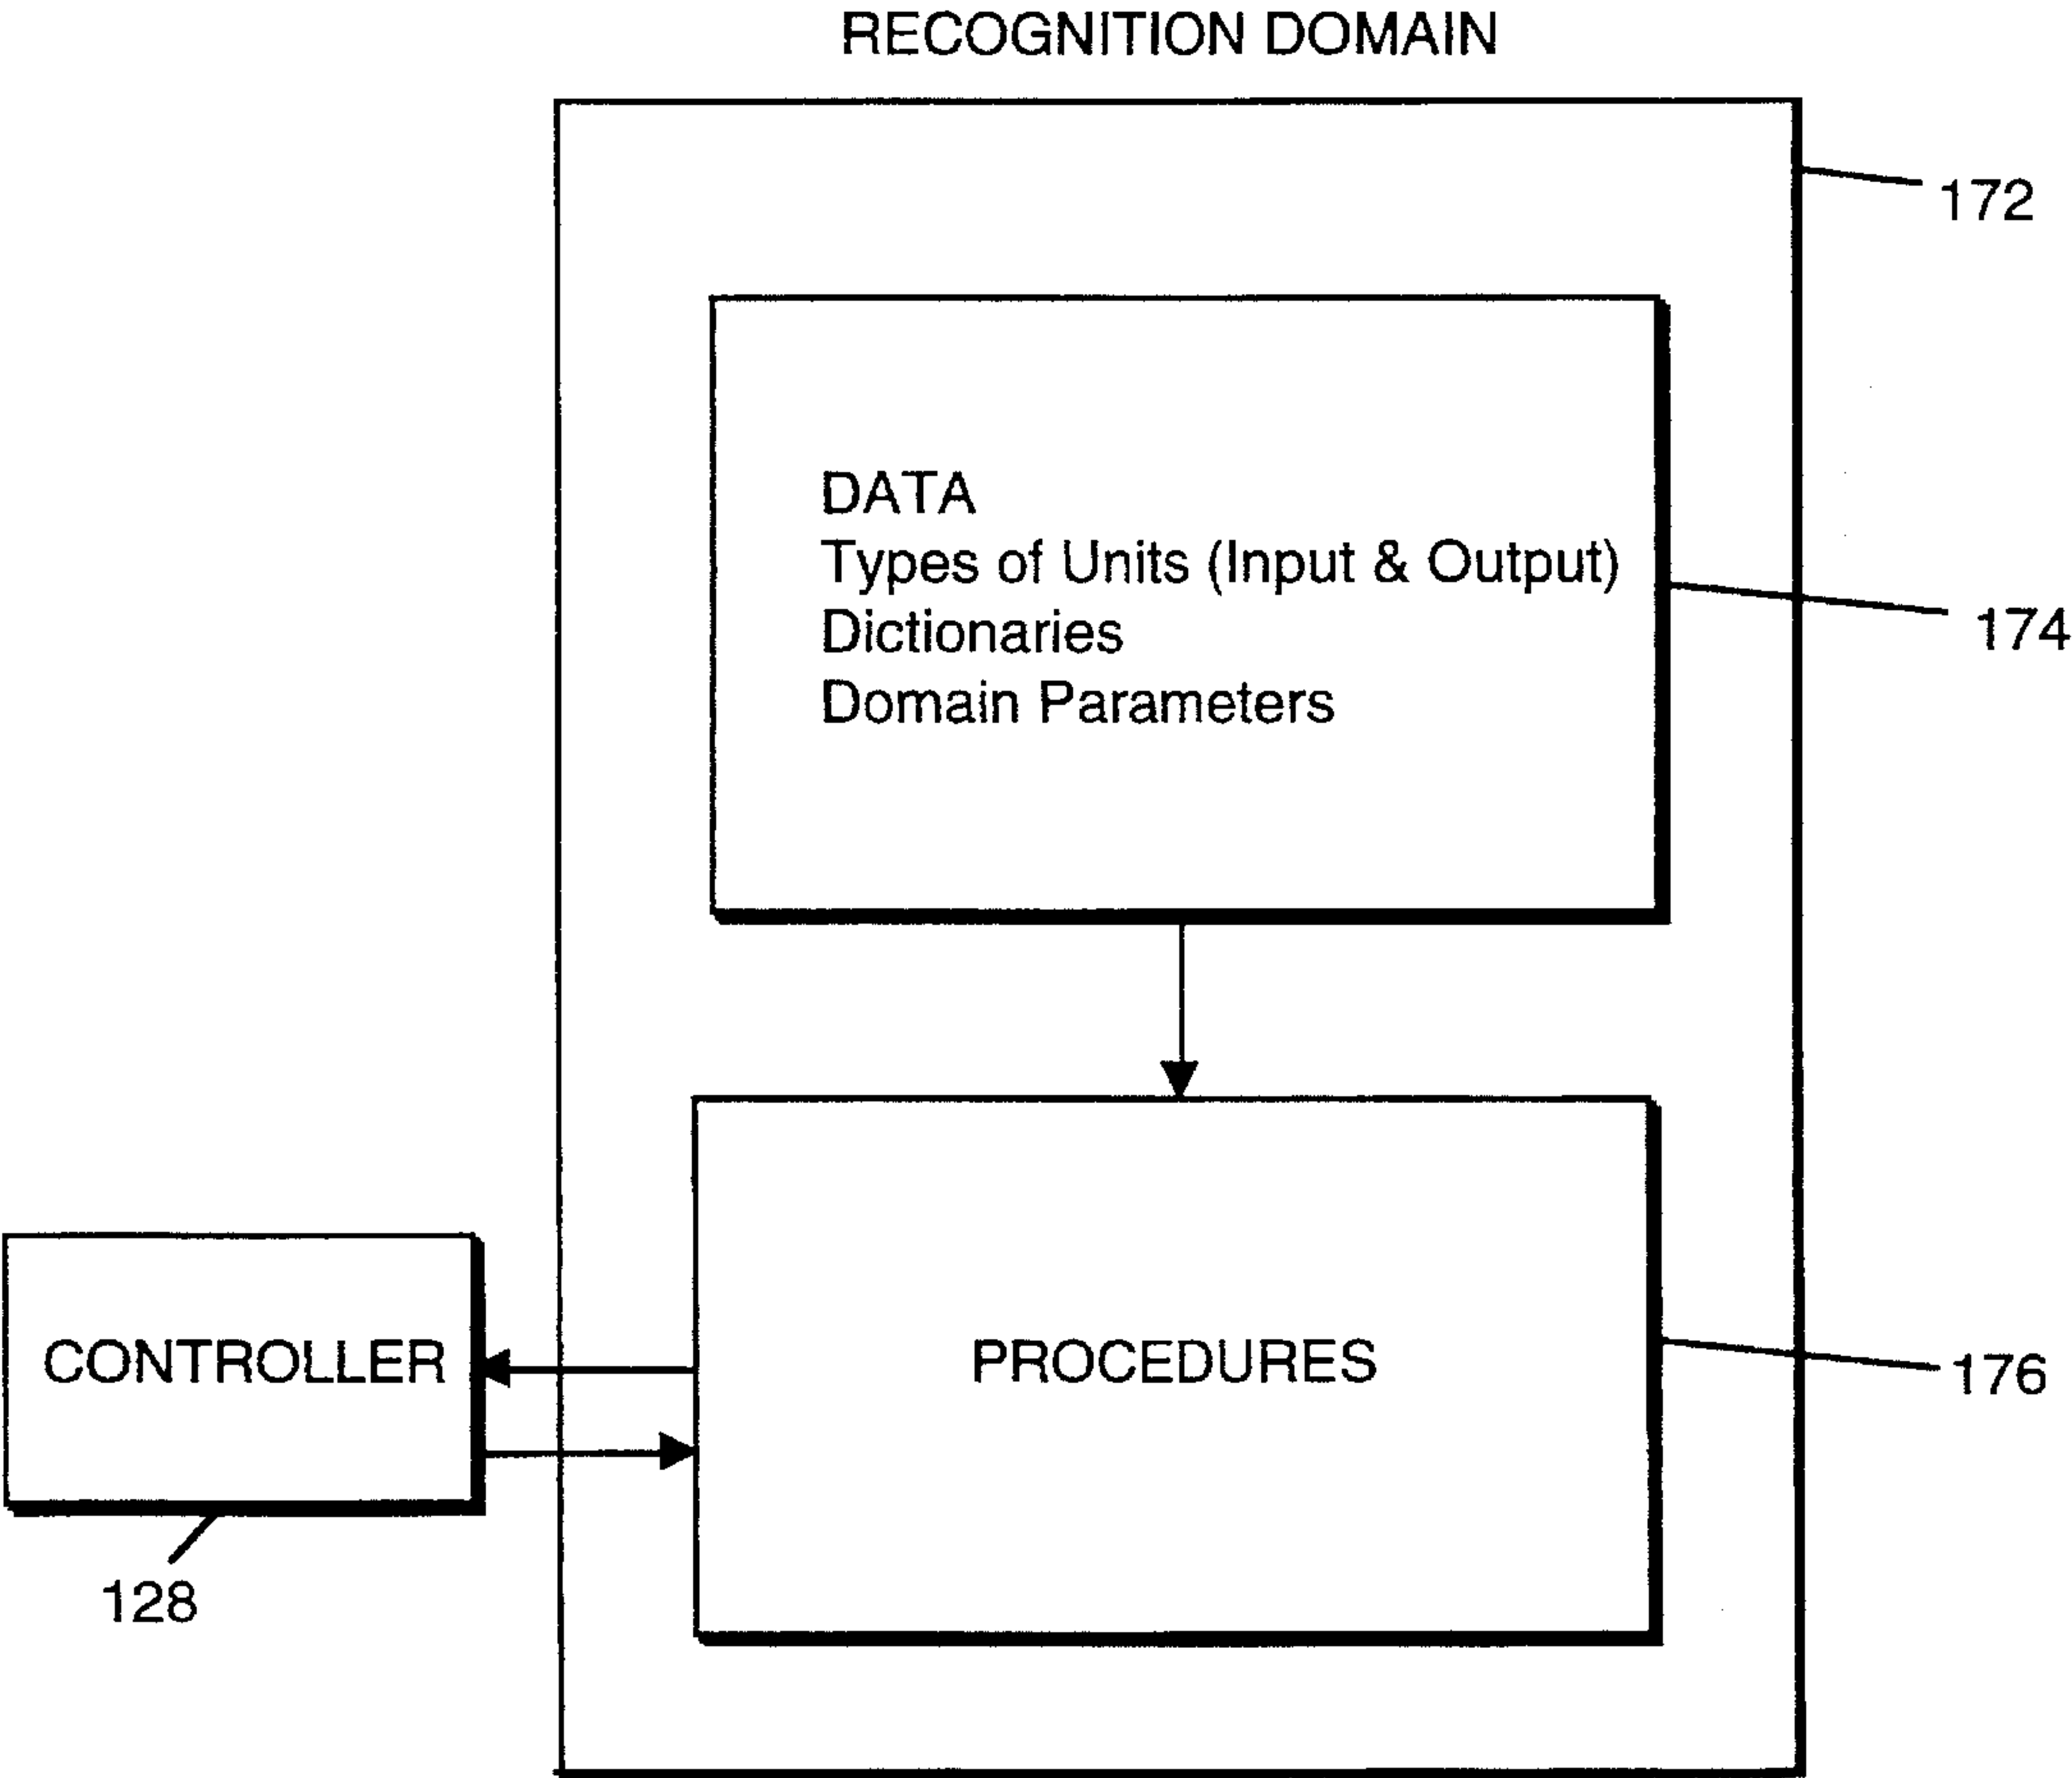 RECOGNITION DOMAIN
172
DATA
Types of Units (Input & Output)
Dictionaries
Domain Parameters
174
CONTROLLER
PROCEDURES
176
128